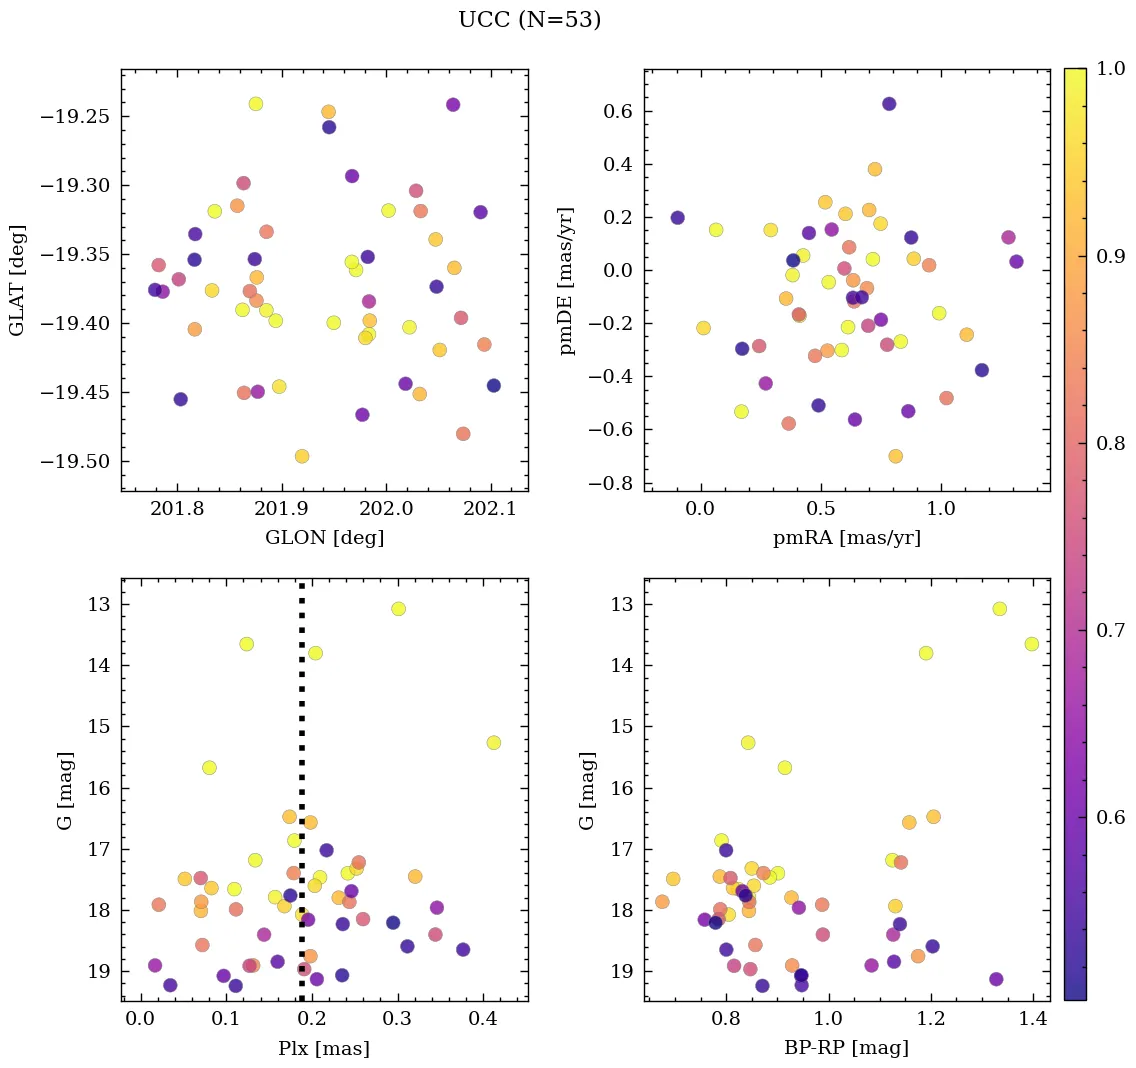 UCC (N=53)
−19.25
−19.30
−19.35
−19.40
−19.45
−19.50
GLAT [deg]
201.8 201.9 202.0 202.1
GLON [deg]
0.6
0.4
0.2
0.0
−0.2
−0.4
−0.6
−0.8
pmDE [mas/yr]
0.0 0.5 1.0
pmRA [mas/yr]
13
14
15
16
17
18
19
G [mag]
0.0 0.1 0.2 0.3 0.4
Plx [mas]
13
14
15
16
17
18
19
G [mag]
0.8 1.0 1.2 1.4
BP-RP [mag]
1.0
0.9
0.8
0.7
0.6